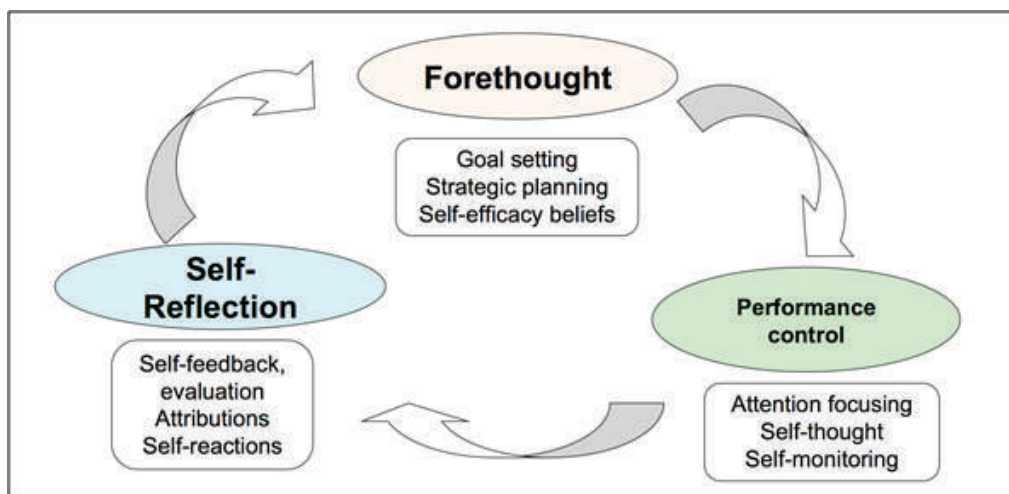 Forethought
Goal setting
Strategic planning
Self-efficacy beliefs
Self-
Reflection
Self-feedback,
evaluation
Attributions
Self-reactions
Performance
control
Attention focusing
Self-thought
Self-monitoring